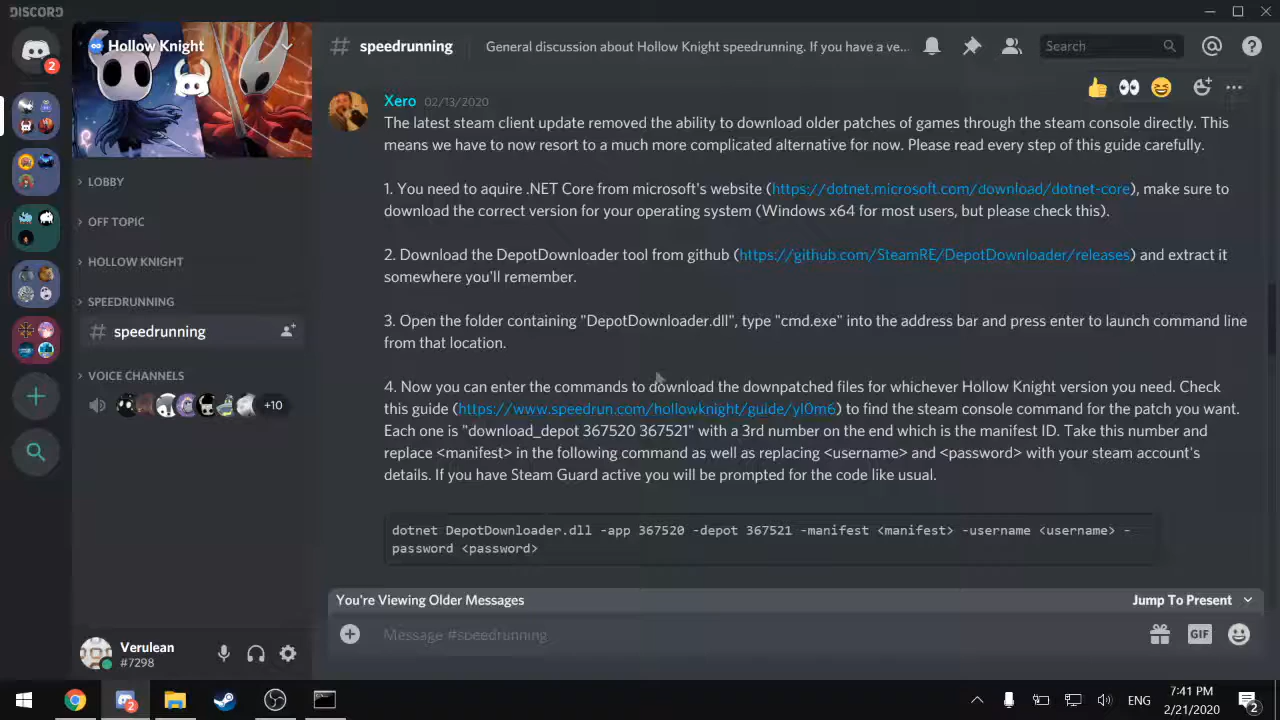 DISCORD
Hollow Knight
# speedrunning
General discussion about Hollow Knight speedrunning. If you have a ve...
Search
2
LOBBY
OFF TOPIC
HOLLOW KNIGHT
SPEEDRUNNING
# speedrunning
VOICE CHANNELS
+10
Xero 02/13/2020
The latest steam client update removed the ability to download older patches of games through the steam console directly. This
means we have to now resort to a much more complicated alternative for now. Please read every step of this guide carefully.
1. You need to aquire .NET Core from microsoft's website (https://dotnet.microsoft.com/download/dotnet-core), make sure to
download the correct version for your operating system (Windows x64 for most users, but please check this).
2. Download the DepotDownloader tool from github (https://github.com/SteamRE/DepotDownloader/releases) and extract it
somewhere you'll remember.
3. Open the folder containing "DepotDownloader.dll", type "cmd.exe" into the address bar and press enter to launch command line
from that location.
4. Now you can enter the commands to download the downpatched files for whichever Hollow Knight version you need. Check
this guide (https://www.speedrun.com/hollowknight/guide/yl0m6) to find the steam console command for the patch you want.
Each one is "download_depot 367520 367521" with a 3rd number on the end which is the manifest ID. Take this number and
replace <manifest> in the following command as well as replacing <username> and <password> with your steam account's
details. If you have Steam Guard active you will be prompted for the code like usual.
dotnet DepotDownloader.dll -app 367520 -depot 367521 -manifest <manifest> -username <username> -
password <password>
You're Viewing Older Messages
Jump To Present
Message #speedrunning
GIF
Verulean
#7298
2
ENG
7:41 PM
2/21/2020
2